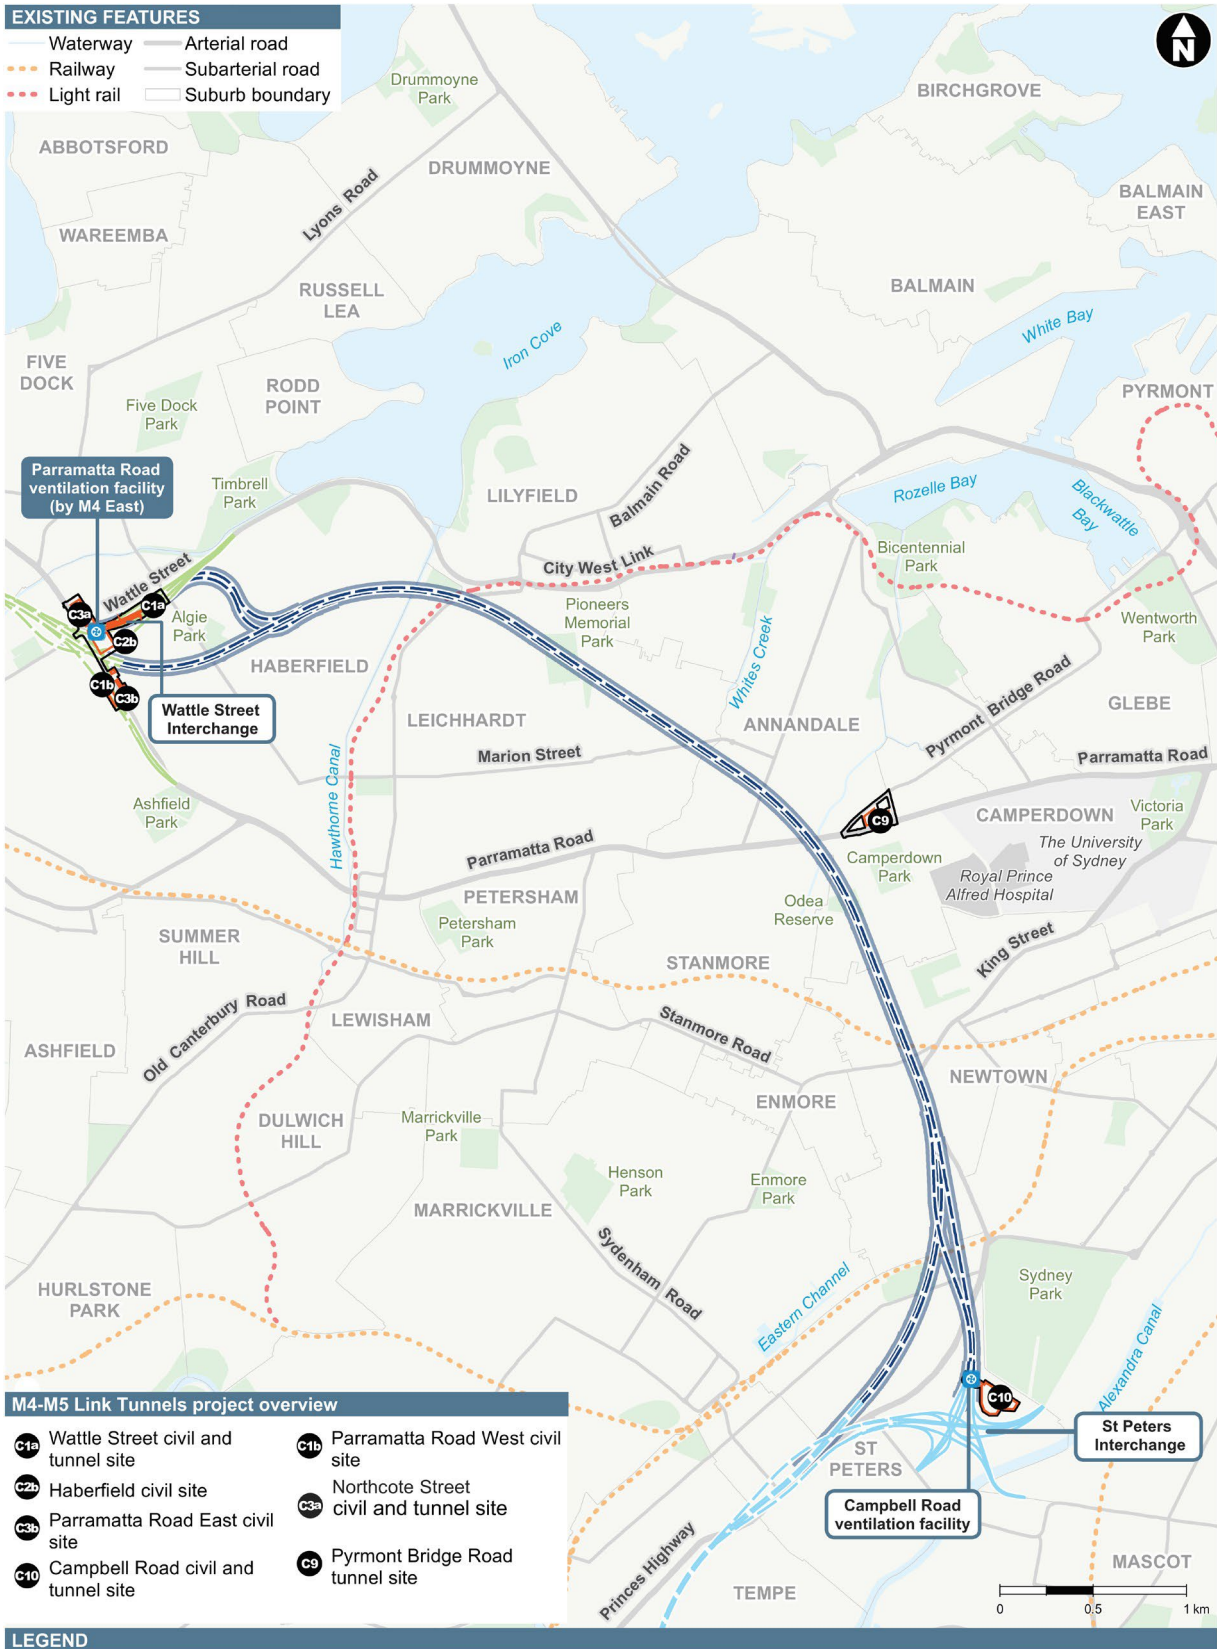 EXISTING FEATURES
Waterway
Arterial road
Railway
Subarterial road
Light rail
Suburb boundary
N
Drummoyne
Park
BIRCHGROVE
ABBOTSFORD
DRUMMOYNE
Lyons Road
BALMAIN
EAST
WAREEMBA
RUSSELL
LEA
BALMAIN
White Bay
Iron Cove
FIVE
DOCK
RODD
POINT
PYRMONT
Five Dock
Park
Parramatta Road
ventilation facility
(by M4 East)
Timbrell
Park
LILYFIELD
Balmain Road
Rozelle Bay
Blackwattle
Bay
Bicentennial
Park
City West Link
Wattle Street
C3a
C1a
C2b
C1b
C3b
Algie
Park
Pioneers
Memorial
Park
Wentworth
Park
HABERFIELD
Whites Creek
Pyrmont Bridge Road
GLEBE
Wattle Street
Interchange
LEICHHARDT
ANNANDALE
Marion Street
Parramatta Road
Hawthorne Canal
Ashfield
Park
C9
CAMPERDOWN
Victoria
Park
The University
of Sydney
Parramatta Road
Camperdown
Park
Royal Prince
Alfred Hospital
PETERSHAM
Odea
Reserve
Petersham
Park
SUMMER
HILL
King Street
STANMORE
Old Canterbury Road
LEWISHAM
Stanmore Road
ASHFIELD
NEWTOWN
ENMORE
DULWICH
HILL
Marrickville
Park
Henson
Park
Enmore
Park
MARRICKVILLE
Sydenham Road
HURLSTONE
PARK
Eastern Channel
Sydney
Park
Alexandra Canal
C10
St Peters
Interchange
ST
PETERS
Campbell Road
ventilation facility
Princes Highway
TEMPE
MASCOT
0 0.5 1 km
M4-M5 Link Tunnels project overview
C1a Wattle Street civil and
tunnel site
C2b Haberfield civil site
C3b Parramatta Road East civil
site
C10 Campbell Road civil and
tunnel site
C1b Parramatta Road West civil
site
C3a Northcote Street
civil and tunnel site
C9 Pyrmont Bridge Road
tunnel site
LEGEND